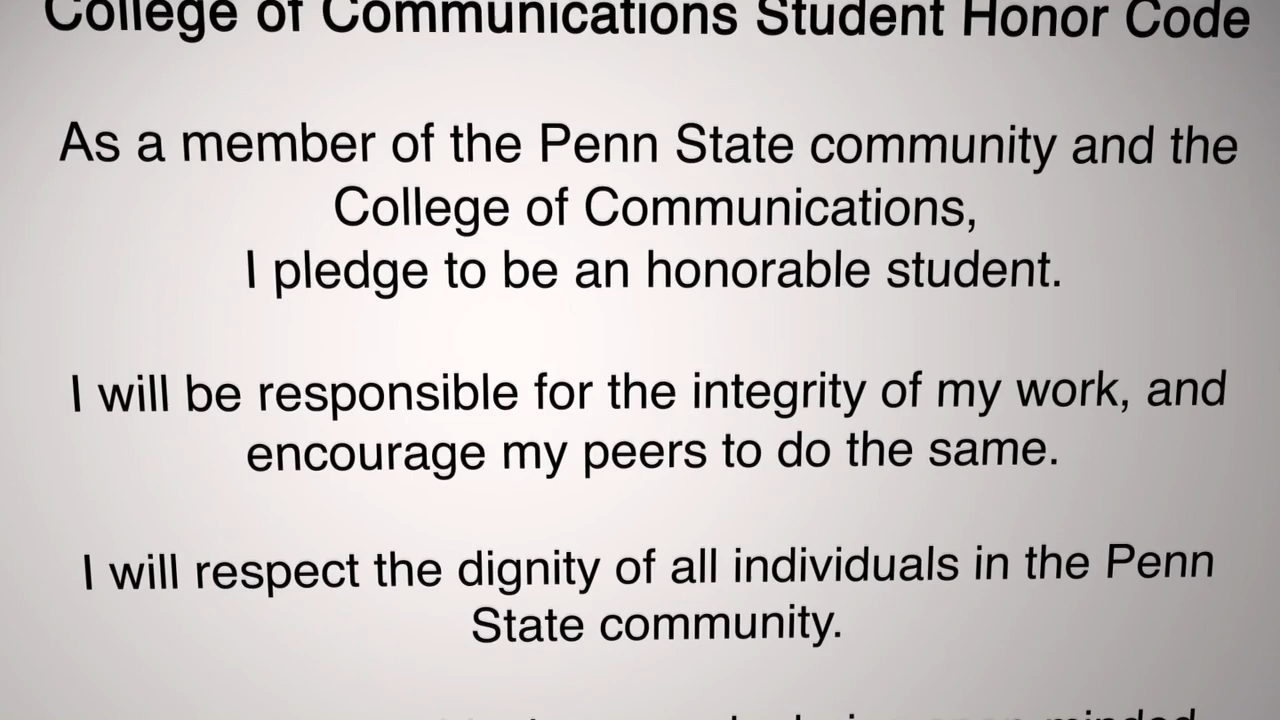 College of Communications Student Honor Code
As a member of the Penn State community and the
College of Communications,
I pledge to be an honorable student.
I will be responsible for the integrity of my work, and
encourage my peers to do the same.
I will respect the dignity of all individuals in the Penn
State community.
minded